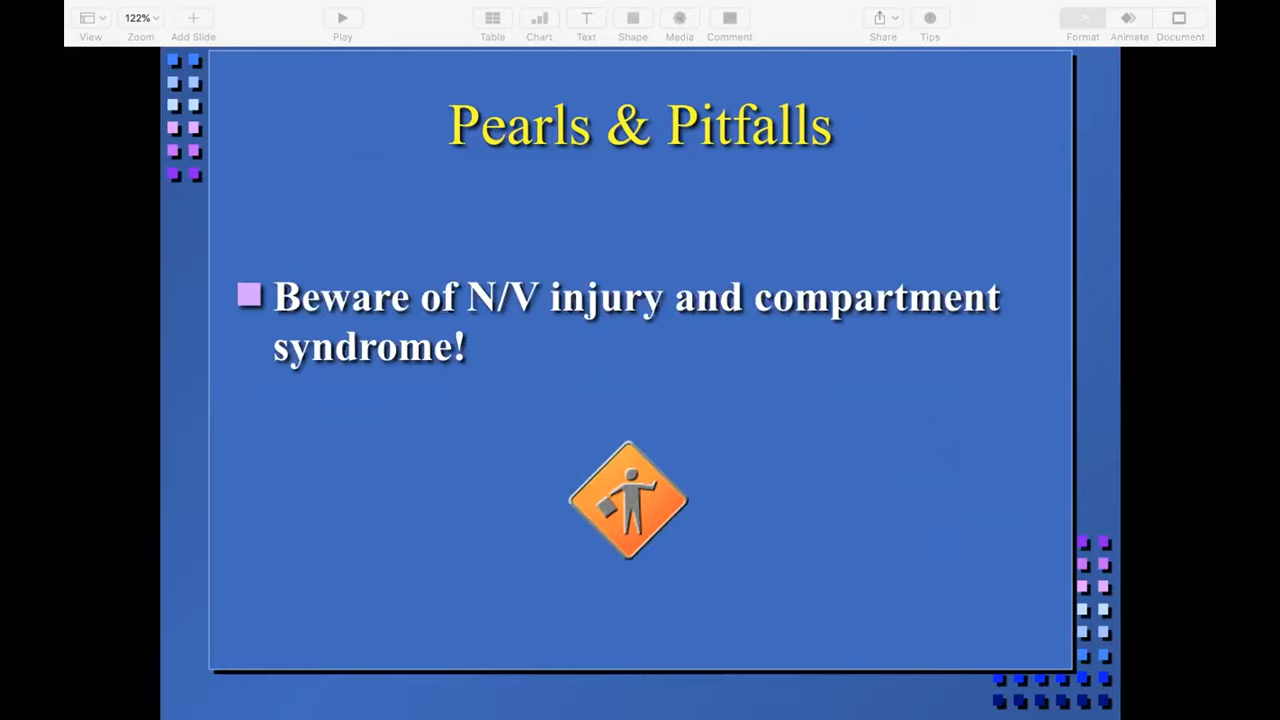 122%
View Zoom Add Slide Play Table Chart Text Shape Media Comment Share Tips Format Animate Document
Pearls & Pitfalls
Beware of N/V injury and compartment
syndrome!